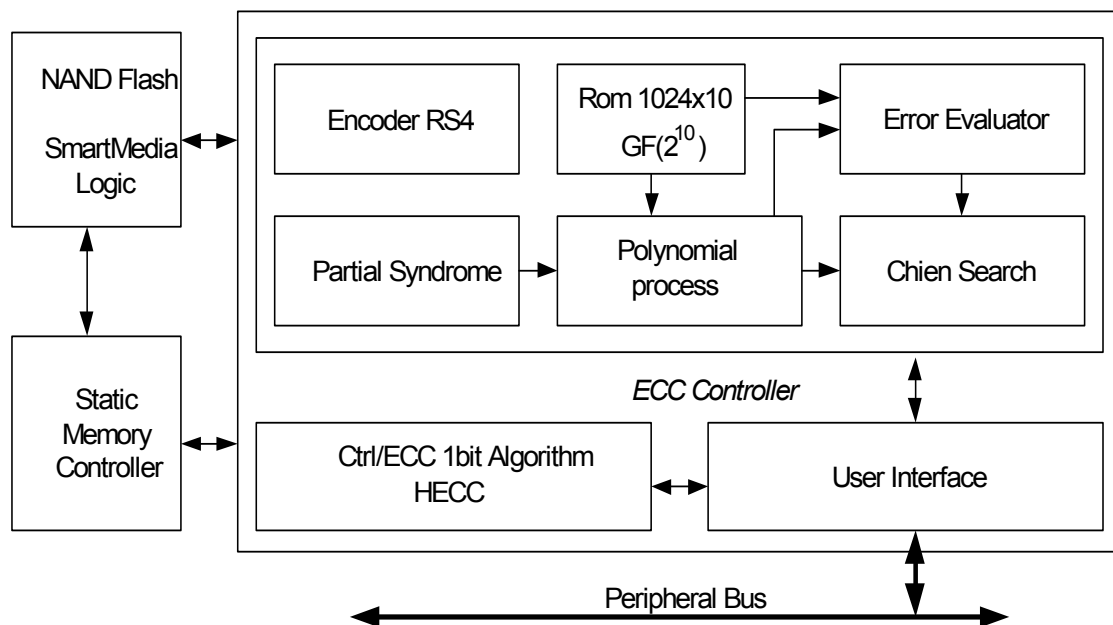 NAND Flash
SmartMedia
Logic
Static
Memory
Controller
Encoder RS4
Rom 1024x10
GF(2^10)
Error Evaluator
Partial Syndrome
Polynomial
process
Chien Search
ECC Controller
Ctrl/ECC 1bit Algorithm
HECC
User Interface
Peripheral Bus